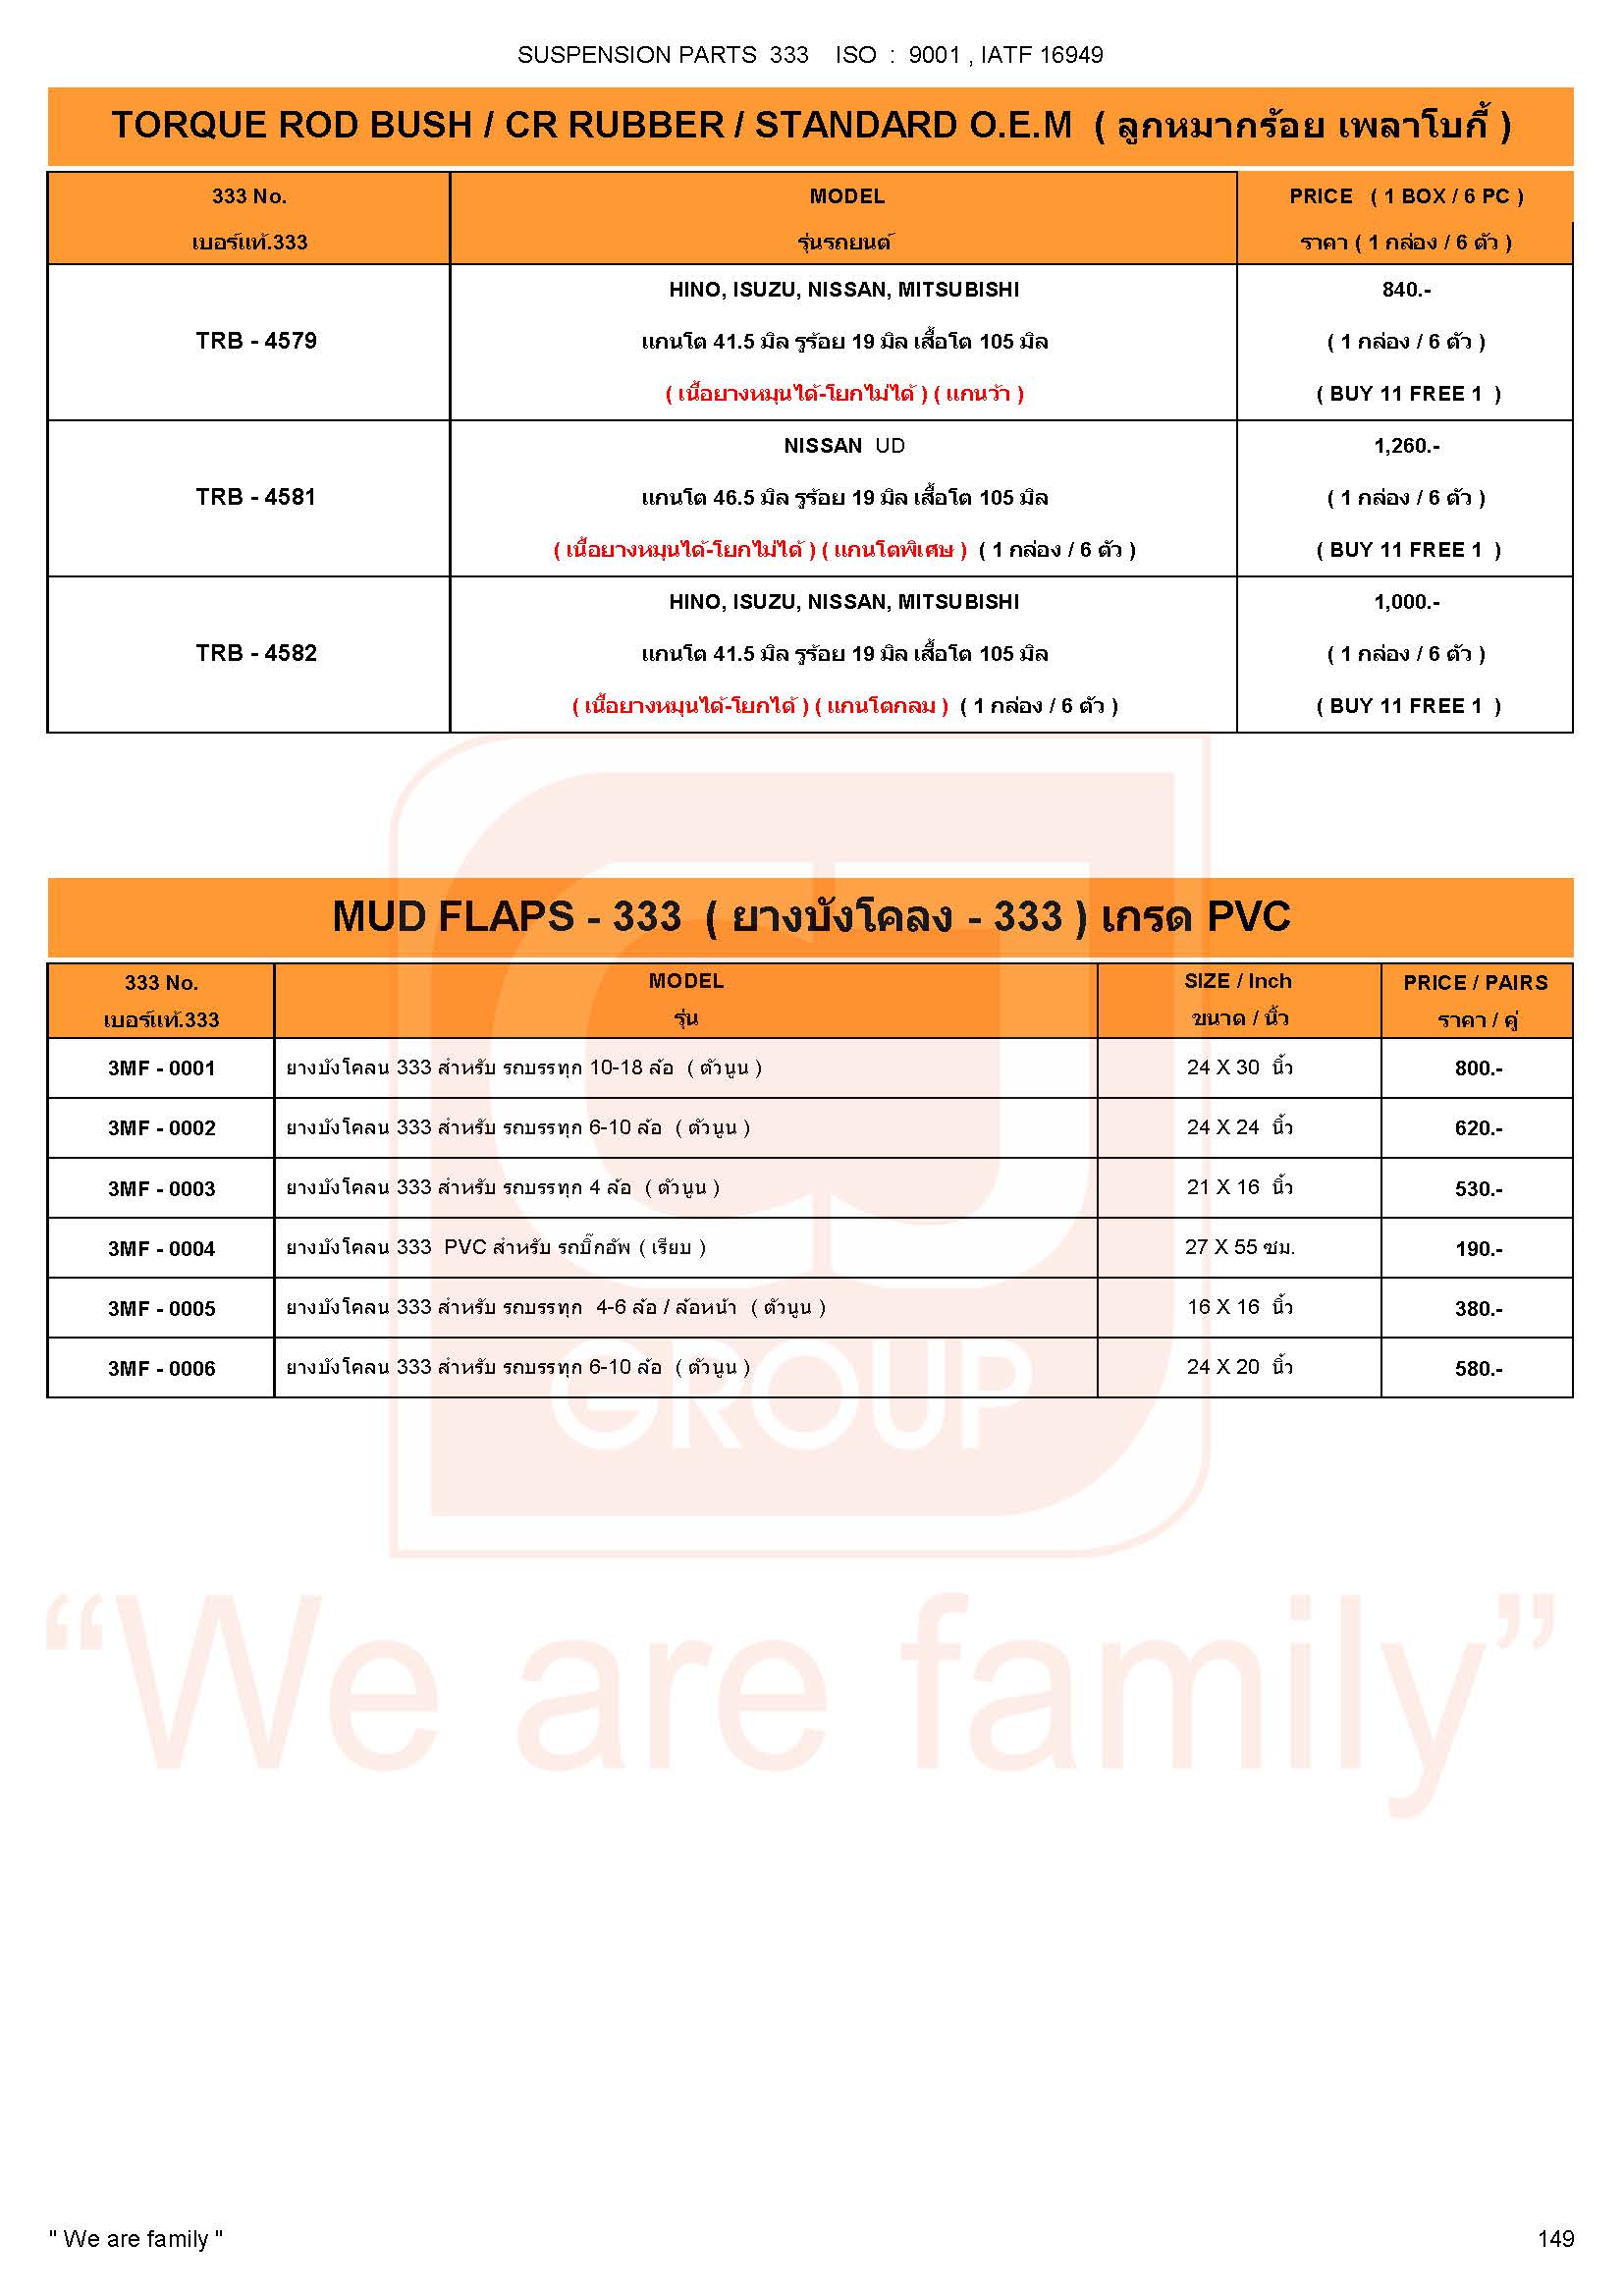 SUSPENSION PARTS 333 ISO : 9001 , IATF 16949
TORQUE ROD BUSH / CR RUBBER / STANDARD O.E.M ( ลูกหมากร้อย เพลาโบกี้ )
333 No. MODEL PRICE ( 1 BOX / 6 PC )
เบอร์แท้.333 รุ่นรถยนต์ ราคา ( 1 กล่อง / 6 ตัว )
HINO, ISUZU, NISSAN, MITSUBISHI 840.-
TRB - 4579 แกนโต 41.5 มิล รูร้อย 19 มิล เสื้อโต 105 มิล ( 1 กล่อง / 6 ตัว )
( เนื้อยางหมุนได้-โยกไม่ได้ ) ( แกนว้า ) ( BUY 11 FREE 1 )
NISSAN UD 1,260.-
TRB - 4581 แกนโต 46.5 มิล รูร้อย 19 มิล เสื้อโต 105 มิล ( 1 กล่อง / 6 ตัว )
( เนื้อยางหมุนได้-โยกไม่ได้ ) ( แกนโตพิเศษ ) ( 1 กล่อง / 6 ตัว ) ( BUY 11 FREE 1 )
HINO, ISUZU, NISSAN, MITSUBISHI 1,000.-
TRB - 4582 แกนโต 41.5 มิล รูร้อย 19 มิล เสื้อโต 105 มิล ( 1 กล่อง / 6 ตัว )
( เนื้อยางหมุนได้-โยกได้ ) ( แกนโตกลม ) ( 1 กล่อง / 6 ตัว ) ( BUY 11 FREE 1 )
MUD FLAPS - 333 ( ยางบังโคลง - 333 ) เกรด PVC
333 No. MODEL SIZE / Inch PRICE / PAIRS
เบอร์แท้.333 รุ่น ขนาด / นิ้ว ราคา / คู่
3MF - 0001 ยางบังโคลน 333 สำหรับ รถบรรทุก 10-18 ล้อ ( ตัวนูน ) 24 X 30 นิ้ว 800.-
3MF - 0002 ยางบังโคลน 333 สำหรับ รถบรรทุก 6-10 ล้อ ( ตัวนูน ) 24 X 24 นิ้ว 620.-
3MF - 0003 ยางบังโคลน 333 สำหรับ รถบรรทุก 4 ล้อ ( ตัวนูน ) 21 X 16 นิ้ว 530.-
3MF - 0004 ยางบังโคลน 333 PVC สำหรับ รถบิ๊กอัพ ( เรียบ ) 27 X 55 ซม. 190.-
3MF - 0005 ยางบังโคลน 333 สำหรับ รถบรรทุก 4-6 ล้อ / ล้อหน้า ( ตัวนูน ) 16 X 16 นิ้ว 380.-
3MF - 0006 ยางบังโคลน 333 สำหรับ รถบรรทุก 6-10 ล้อ ( ตัวนูน ) 24 X 20 นิ้ว 580.-
CJ
GROUP
“We are family”
" We are family " 149